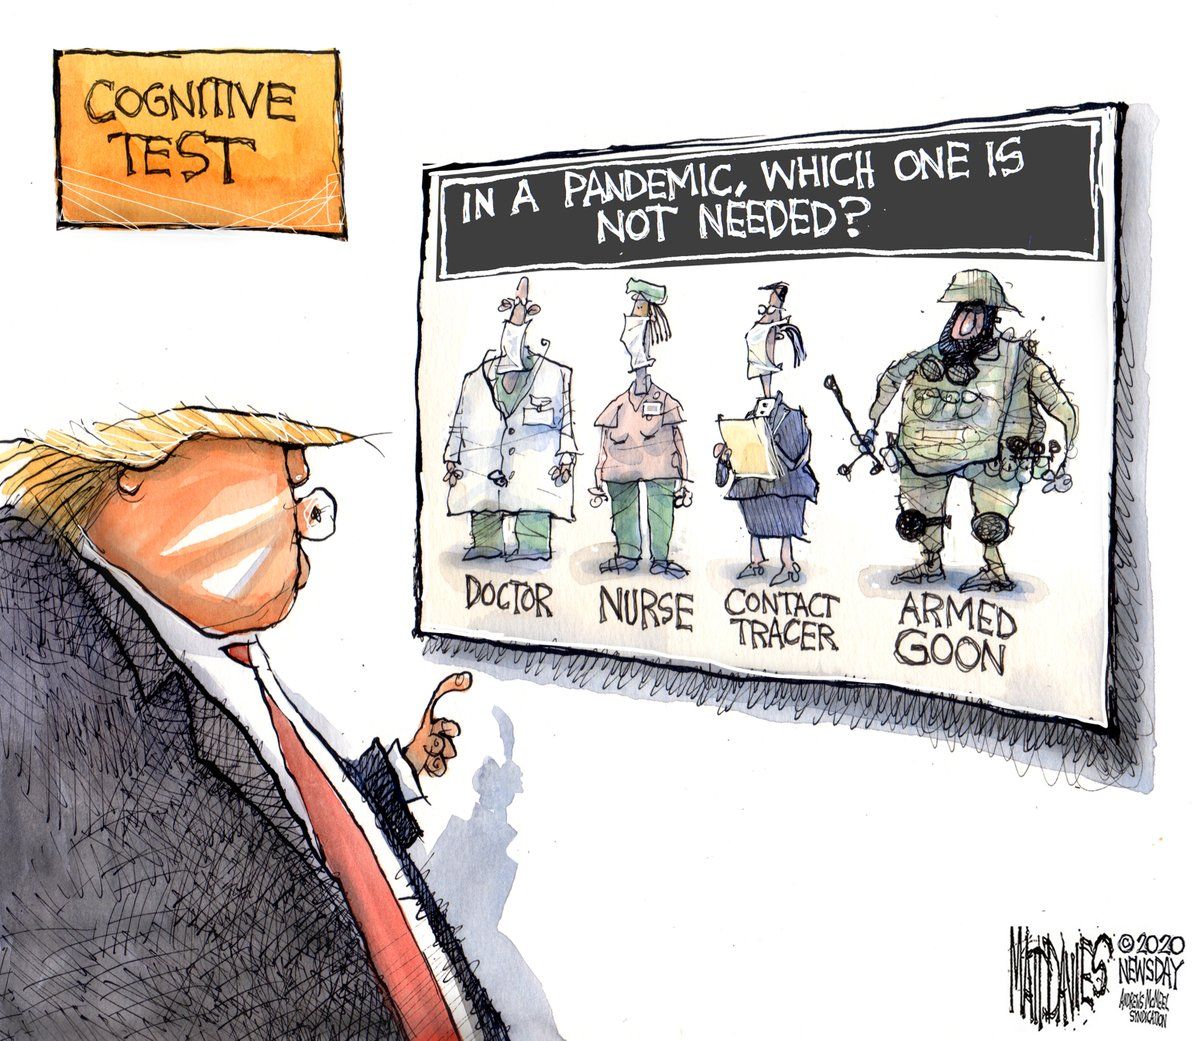 COGNITIVE
TEST
IN A PANDEMIC, WHICH ONE IS
NOT NEEDED?
DOCTOR
NURSE
CONTACT
TRACER
ARMED
GOON
MATT DAVIES
©2020
NEWSDAY
ANDREWS McMEEL
SYNDICATION